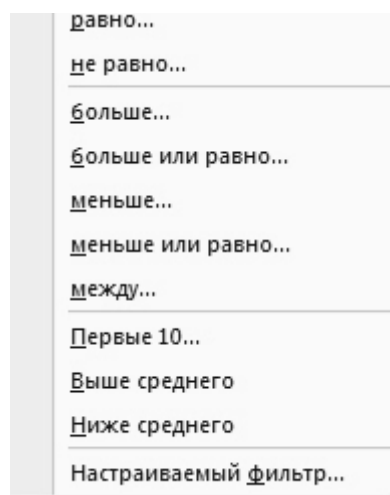 равно...
не равно...
больше...
больше или равно...
меньше...
меньше или равно...
между...
Первые 10...
Выше среднего
Ниже среднего
Настраиваемый фильтр...